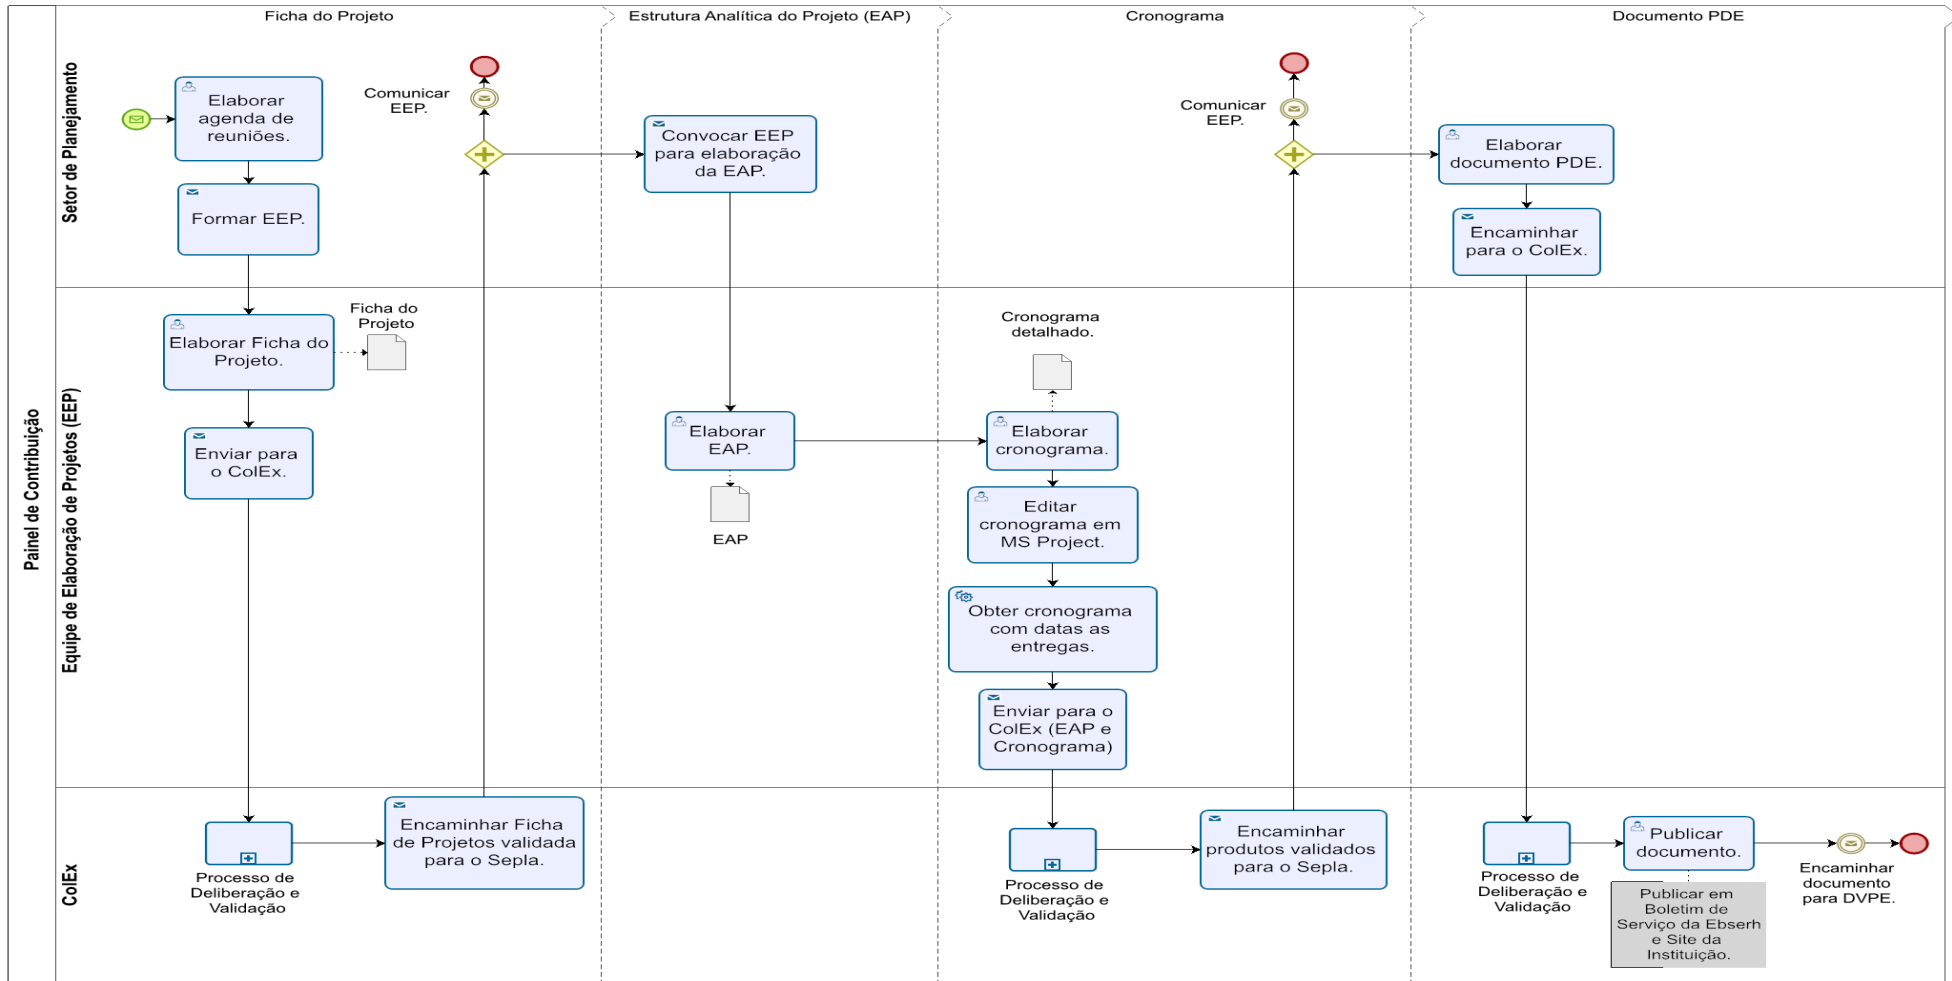 Ficha do Projeto
Estrutura Analítica do Projeto (EAP)
Cronograma
Documento PDE
Painel de Contribuição
Setor de Planejamento
Elaborar
agenda de
reuniões.
Formar EEP.
Comunicar
EEP.
Convocar EEP
para elaboração
da EAP.
Comunicar
EEP.
Elaborar
documento PDE.
Encaminhar
para o ColEx.
Equipe de Elaboração de Projetos (EEP)
Elaborar Ficha do
Projeto.
Ficha do
Projeto
Enviar para
o ColEx.
Elaborar
EAP.
EAP
Cronograma
detalhado.
Elaborar
cronograma.
Editar
cronograma em
MS Project.
Obter cronograma
com datas as
entregas.
Enviar para o
ColEx (EAP e
Cronograma)
ColEx
Processo de
Deliberação e
Validação
Encaminhar Ficha
de Projetos validada
para o Sepla.
Processo de
Deliberação e
Validação
Encaminhar
produtos validados
para o Sepla.
Processo de
Deliberação e
Validação
Publicar
documento.
Publicar em
Boletim de
Serviço da Ebserh
e Site da
Instituição.
Encaminhar
documento
para DVPE.